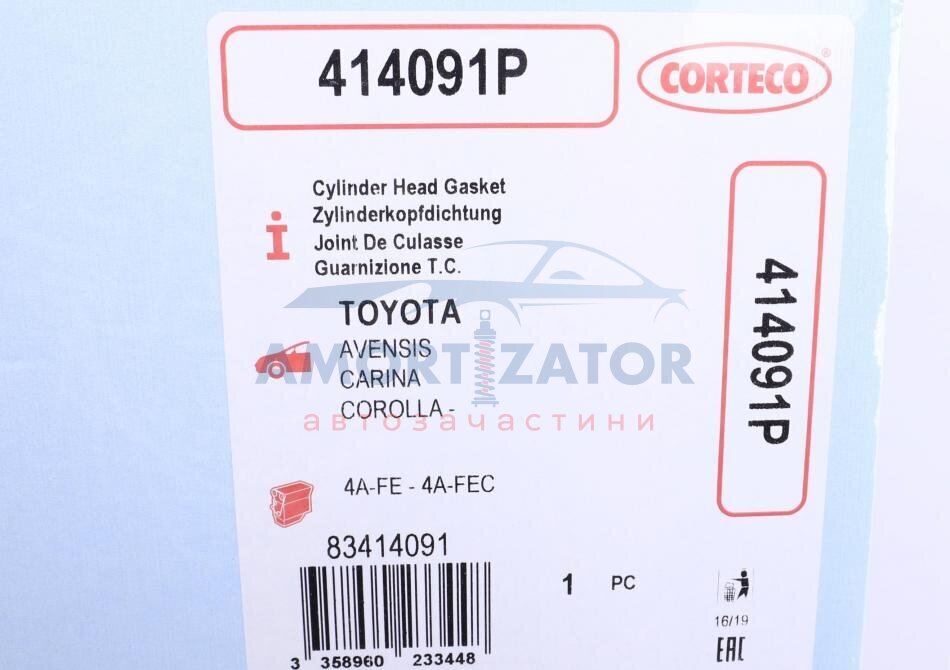 414091P
CORTECO®
Cylinder Head Gasket
Zylinderkopfdichtung
Joint De Culasse
Guarnizione T.C.
TOYOTA
AVENSIS
CARINA
COROLLA -
AMORTIZATOR
автозачастини
414091P
4A-FE - 4A-FEC
83414091
1 PC
16/19
EAC
3 358960 233448